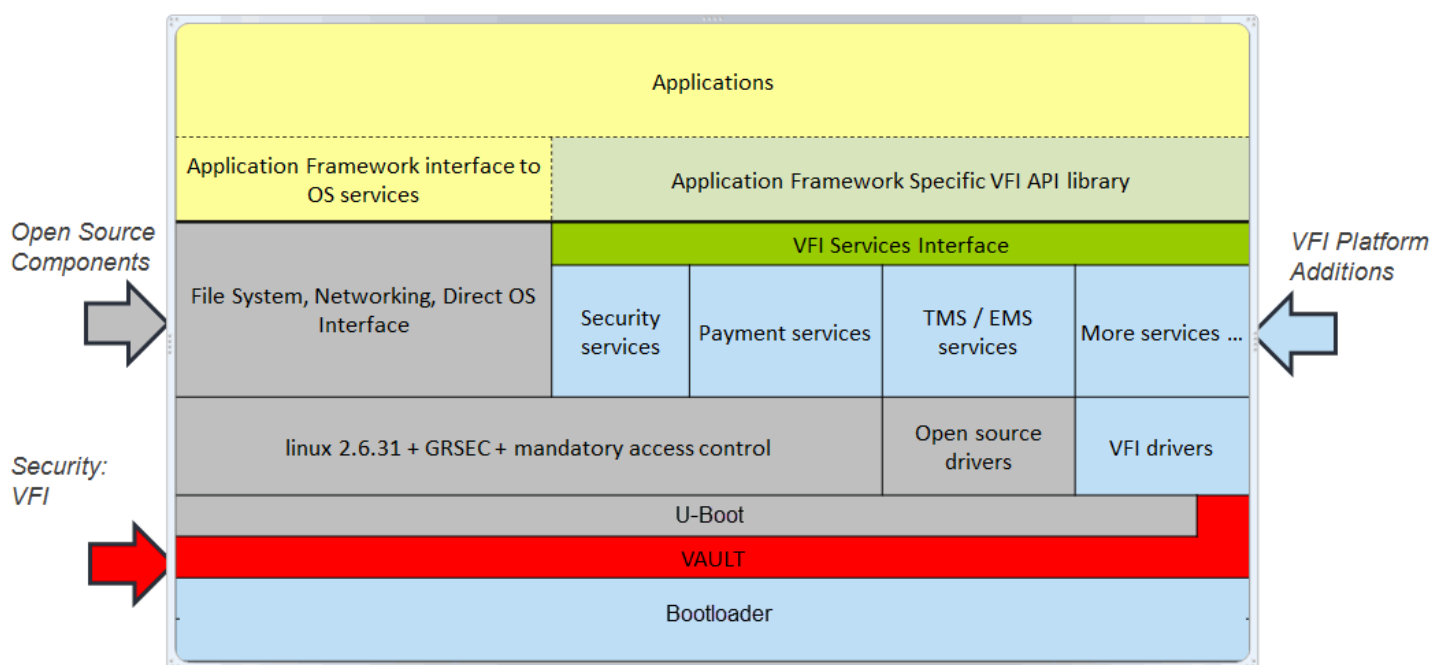 Applications
Application Framework interface to
OS services
Application Framework Specific VFI API library
Open Source
Components
VFI Services Interface
VFI Platform
Additions
File System, Networking, Direct OS
Interface
Security
services
Payment services
TMS / EMS
services
More services ...
linux 2.6.31 + GRSEC + mandatory access control
Open source
drivers
VFI drivers
Security:
VFI
U-Boot
VAULT
Bootloader